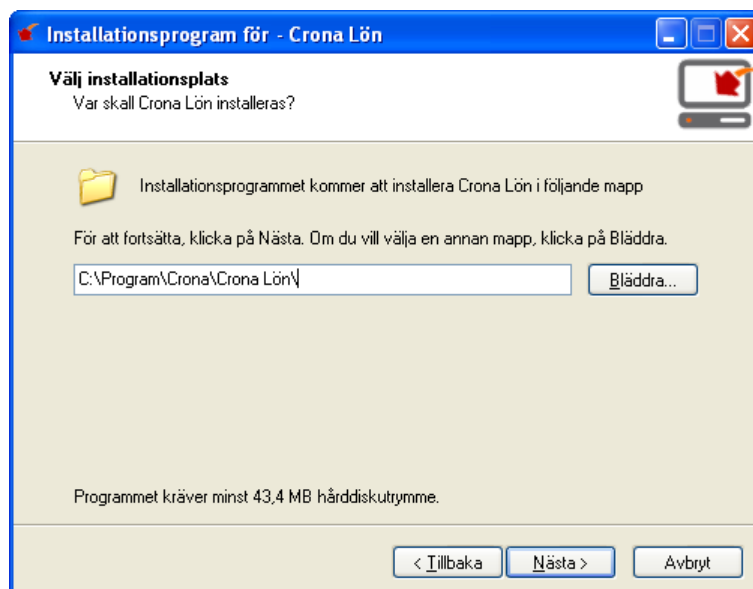 Installationsprogram för - Crona Lön
Välj installationsplats
Var skall Crona Lön installeras?
Installationsprogrammet kommer att installera Crona Lön i följande mapp
För att fortsätta, klicka på Nästa. Om du vill välja en annan mapp, klicka på Bläddra.
C:\Program\Crona\Crona Lön\
Bläddra...
Programmet kräver minst 43,4 MB hårddiskutrymme.
< Tillbaka
Nästa >
Avbryt